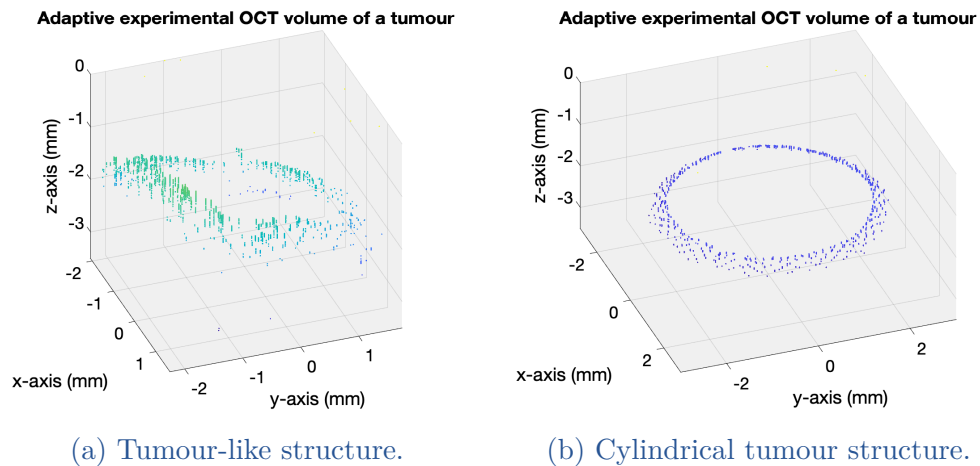 Adaptive experimental OCT volume of a tumour
0
-1
-2
-3
z-axis (mm)
-2
-1
0
1
x-axis (mm)
-2
-1
0
1
y-axis (mm)
(a) Tumour-like structure.
Adaptive experimental OCT volume of a tumour
0
-1
-2
-3
z-axis (mm)
-2
0
2
x-axis (mm)
-2
0
2
y-axis (mm)
(b) Cylindrical tumour structure.